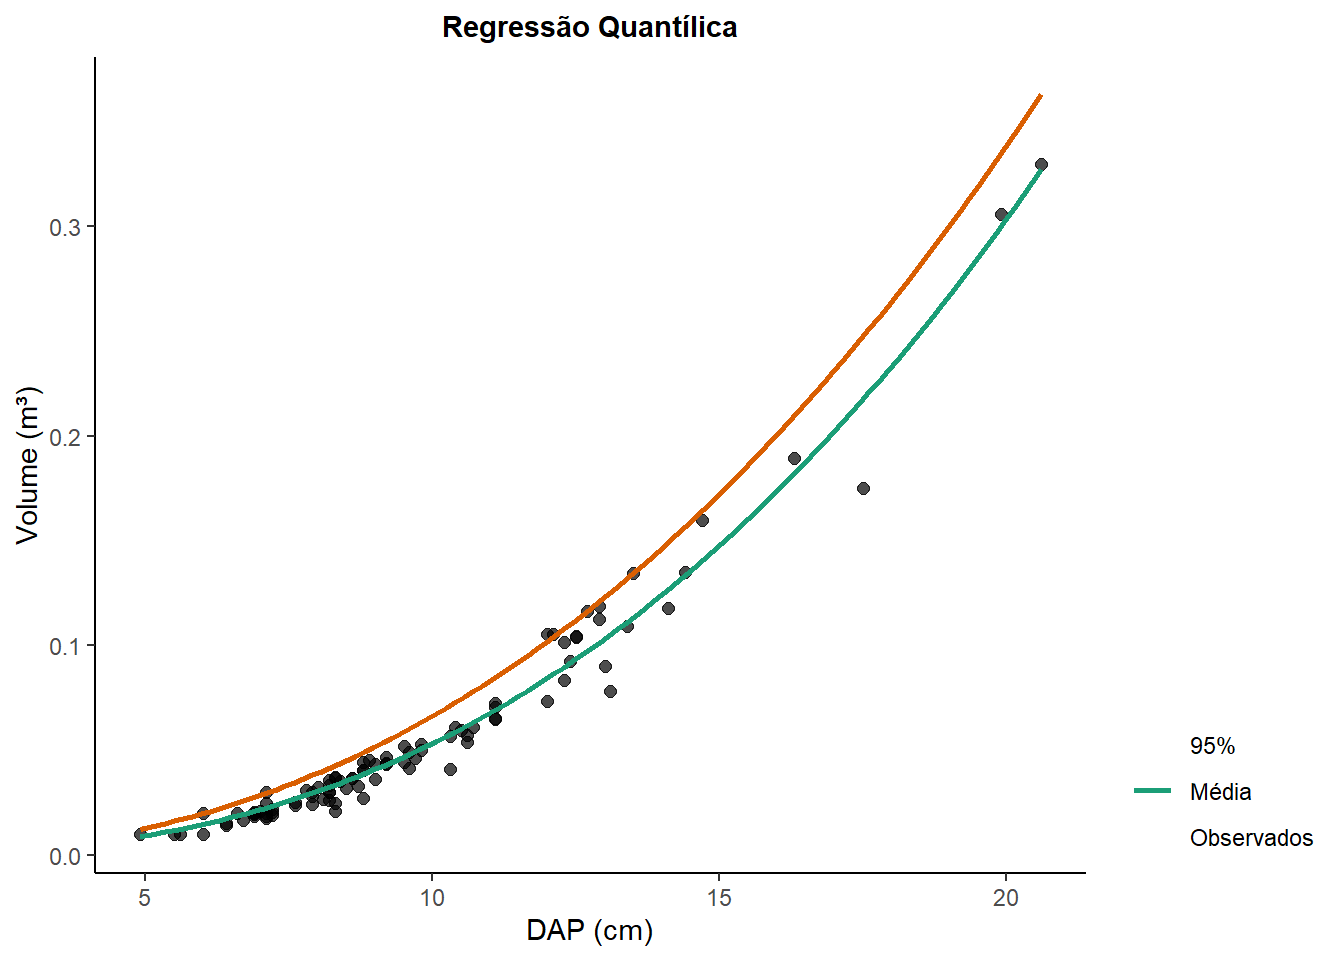 Regressão Quantílica
Volume (m³)
0.3
0.2
0.1
0.0
5
10
15
20
DAP (cm)
95%
Média
Observados